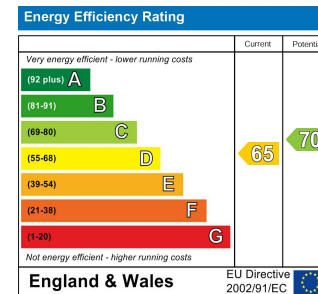 Energy Efficiency Rating
Current Potentia
Very energy efficient - lower running costs
(92 plus) A
(81-91) B
(69-80) C
(55-68) D
(39-54) E
(21-38) F
(1-20) G
65
70
Not energy efficient - higher running costs
England & Wales
EU Directive
2002/91/EC